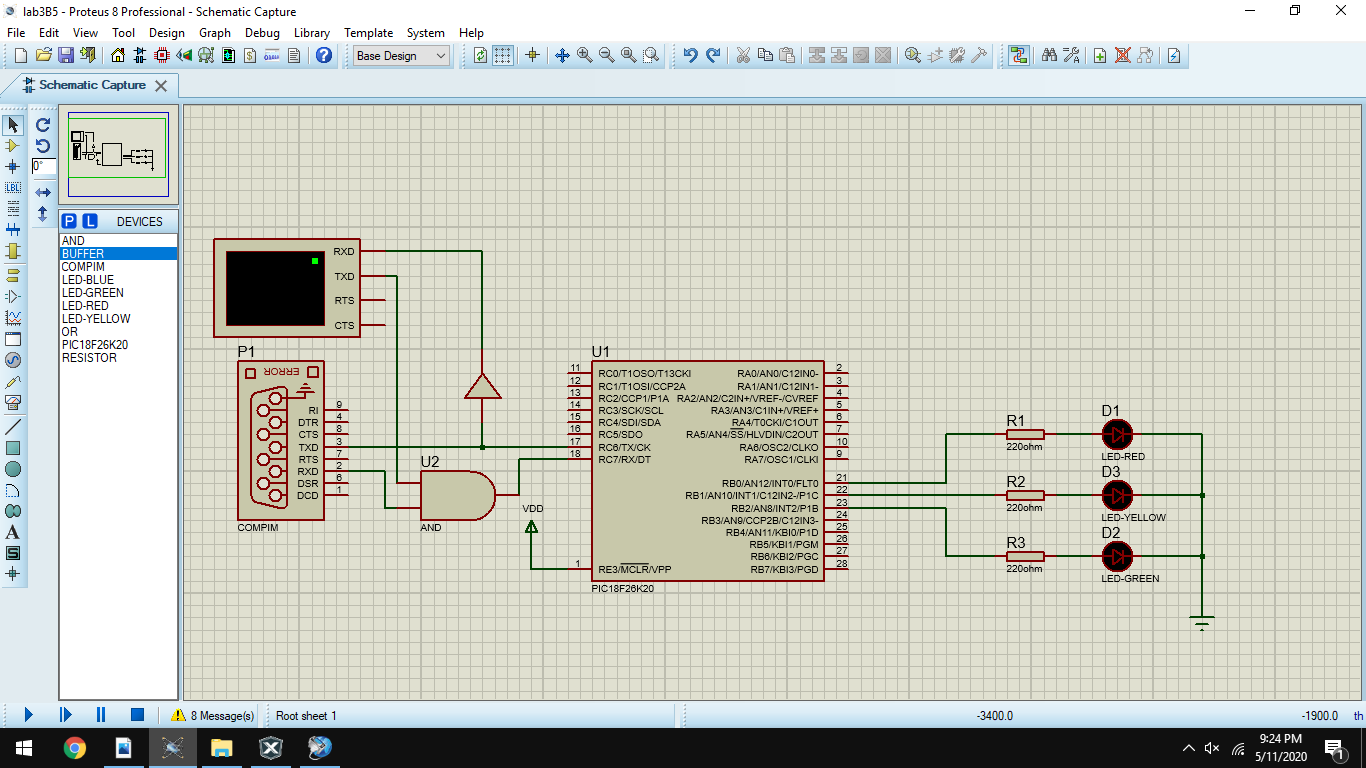 lab3B5 - Proteus 8 Professional - Schematic Capture
File Edit View Tool Design Graph Debug Library Template System Help
Base Design
Schematic Capture
0°
LBL
P L DEVICES
AND
BUFFER
COMPIM
LED-BLUE
LED-GREEN
LED-RED
LED-YELLOW
OR
PIC18F26K20
RESISTOR
RXD
TXD
RTS
CTS
P1
ERROR
RI 9
DTR 4
CTS 8
TXD 3
RTS 7
RXD 2
DSR 6
DCD 1
COMPIM
U2
AND
VDD
U1
11 RC0/T1OSO/T13CKI RA0/AN0/C12IN0- 2
12 RC1/T1OSI/CCP2A RA1/AN1/C12IN1- 3
13 RC2/CCP1/P1A RA2/AN2/C2IN+/VREF-/CVREF 4
14 RC3/SCK/SCL RA3/AN3/C1IN+/VREF+ 5
15 RC4/SDI/SDA RA4/T0CKI/C1OUT 6
16 RC5/SDO RA5/AN4/SS/HLVDIN/C2OUT 7
17 RC6/TX/CK RA6/OSC2/CLKO 10
18 RC7/RX/DT RA7/OSC1/CLKI 9
RB0/AN12/INT0/FLT0 21
RB1/AN10/INT1/C12IN2-/P1C 22
RB2/AN8/INT2/P1B 23
RB3/AN9/CCP2B/C12IN3- 24
RB4/AN11/KBI0/P1D 25
RB5/KBI1/PGM 26
RB6/KBI2/PGC 27
1 RE3/MCLR/VPP RB7/KBI3/PGD 28
PIC18F26K20
R1
220ohm
D1
LED-RED
R2
220ohm
D3
LED-YELLOW
R3
220ohm
D2
LED-GREEN
8 Message(s) Root sheet 1 -3400.0 -1900.0 th
9:24 PM
5/11/2020
1